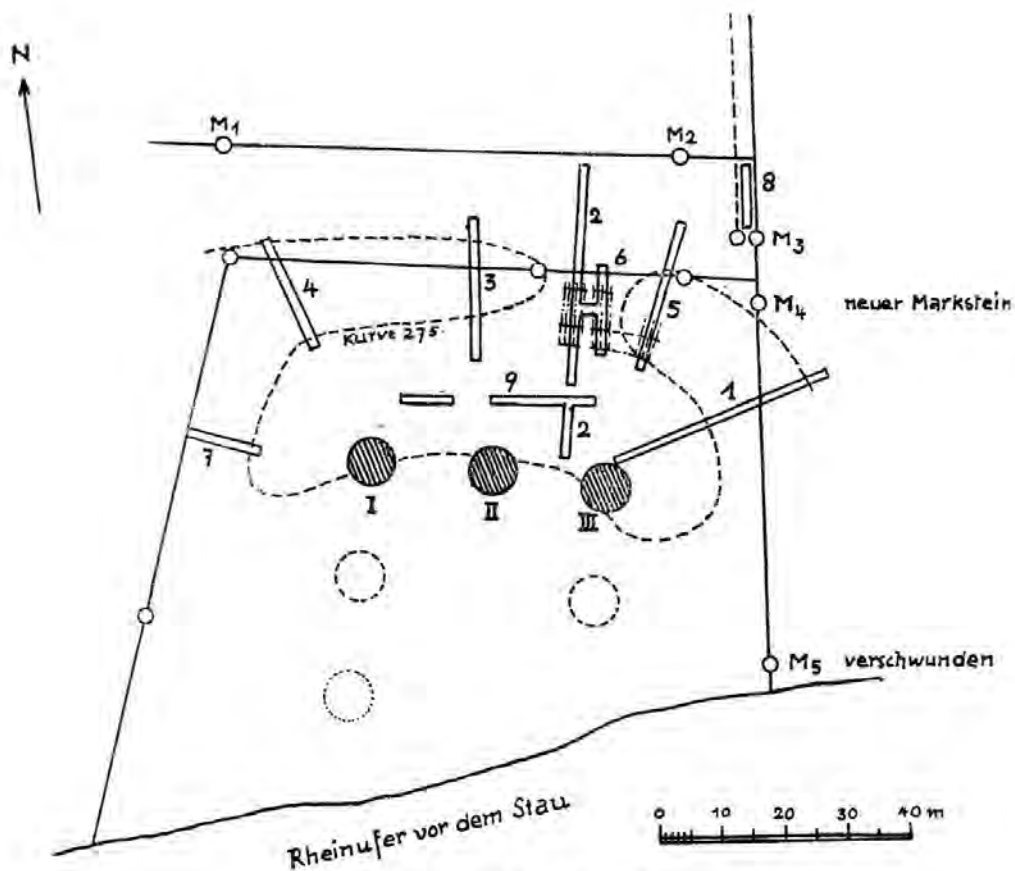 N
M1
M2
8
2
M3
6
3
4
5
M4 neuer Markstein
Kurve 275.
1
9
7
2
I
II
III
M5 verschwunden
Rheinufer vor dem Stau
0 10 20 30 40 m